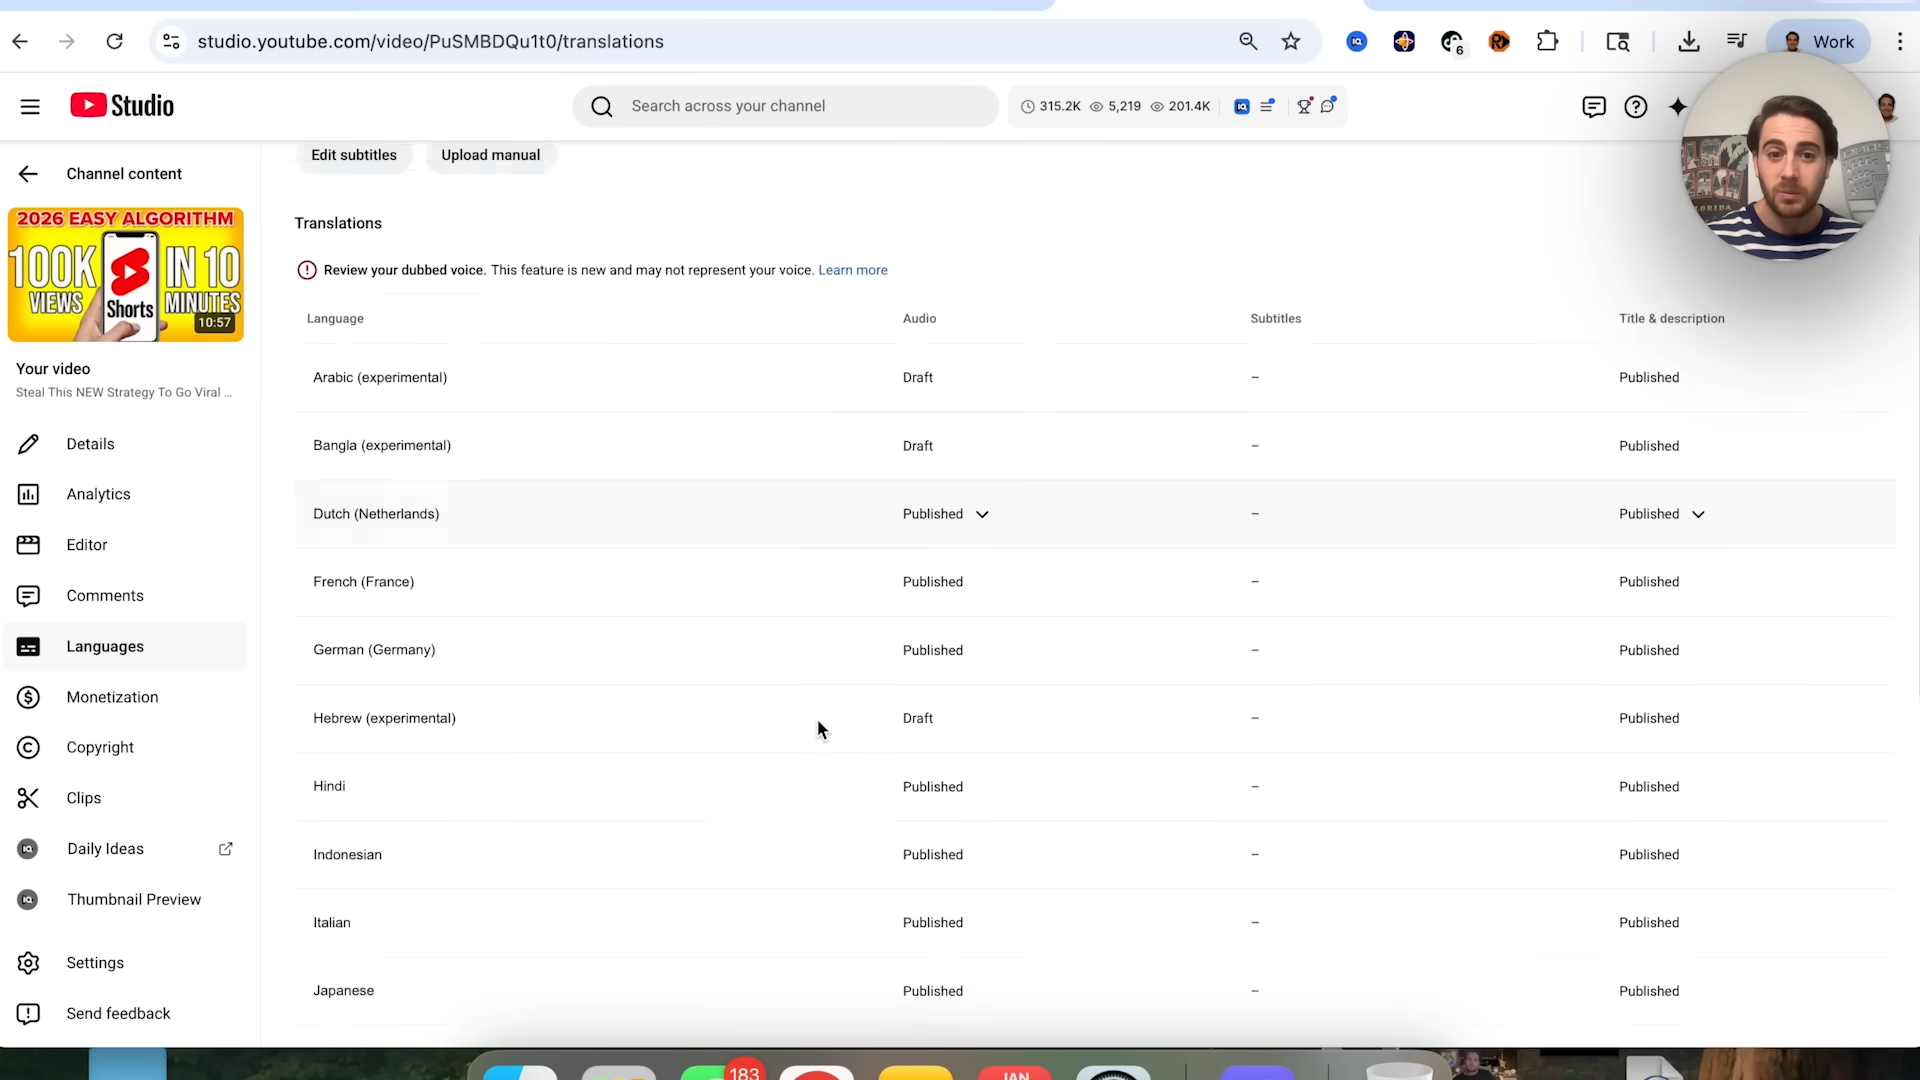 studio.youtube.com/video/PuSMBDQu1t0/translations
6
Work
Studio
Search across your channel
315.2K 5,219 201.4K
Channel content
2026 EASY ALGORITHM
100K VIEWS
Shorts
IN 10 MINUTES
10:57
Your video
Steal This NEW Strategy To Go Viral ...
Details
Analytics
Editor
Comments
Languages
Monetization
Copyright
Clips
Daily Ideas
Thumbnail Preview
Settings
Send feedback
Edit subtitles Upload manual
Translations
Review your dubbed voice. This feature is new and may not represent your voice. Learn more
Language Audio Subtitles Title & description
Arabic (experimental) Draft – Published
Bangla (experimental) Draft – Published
Dutch (Netherlands) Published – Published
French (France) Published – Published
German (Germany) Published – Published
Hebrew (experimental) Draft – Published
Hindi Published – Published
Indonesian Published – Published
Italian Published – Published
Japanese Published – Published
183
JAN